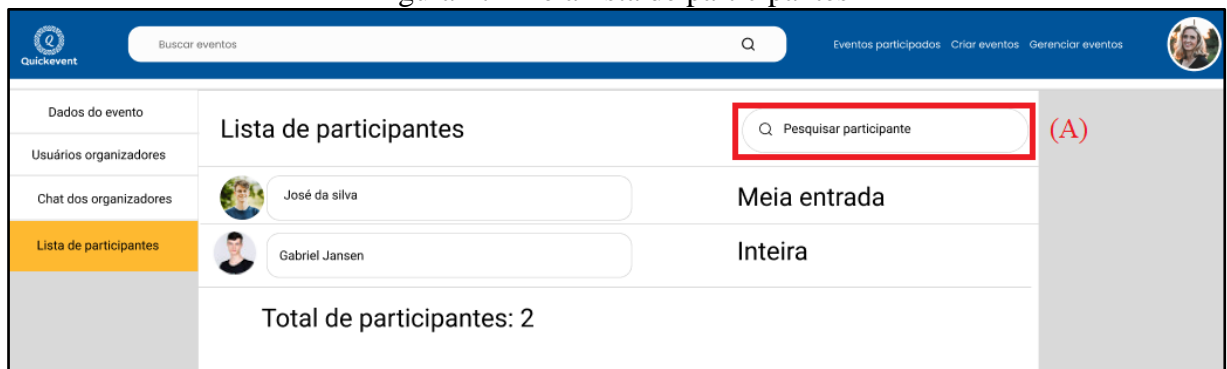 Buscar eventos
Eventos participados Criar eventos Gerenciar eventos
Quickevent
Dados do evento
Lista de participantes
Pesquisar participante
(A)
Usuários organizadores
Chat dos organizadores
José da silva
Meia entrada
Lista de participantes
Gabriel Jansen
Inteira
Total de participantes: 2